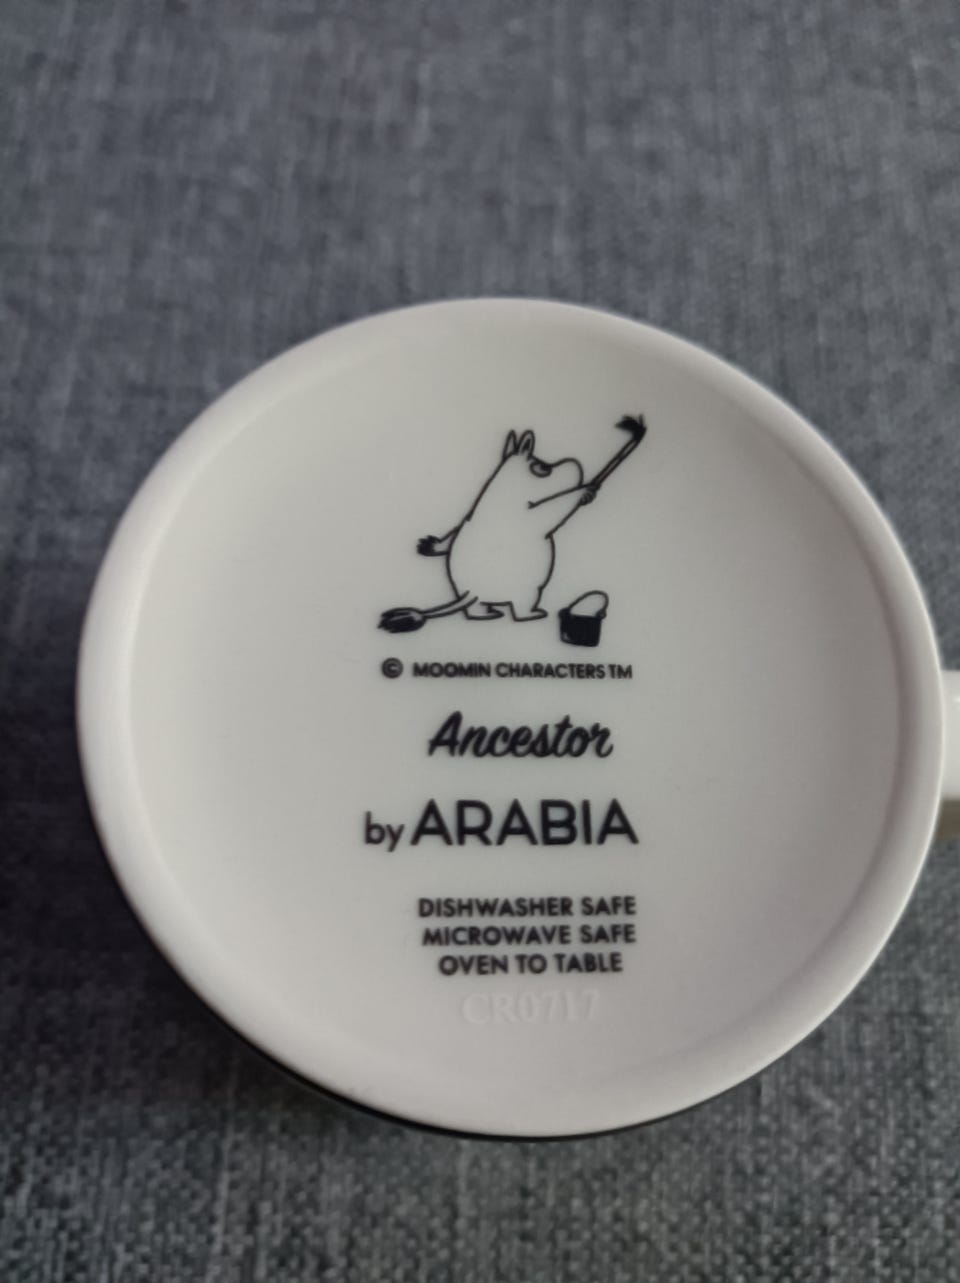 © MOOMIN CHARACTERS TM
Ancestor
by ARABIA
DISHWASHER SAFE
MICROWAVE SAFE
OVEN TO TABLE
CR0717